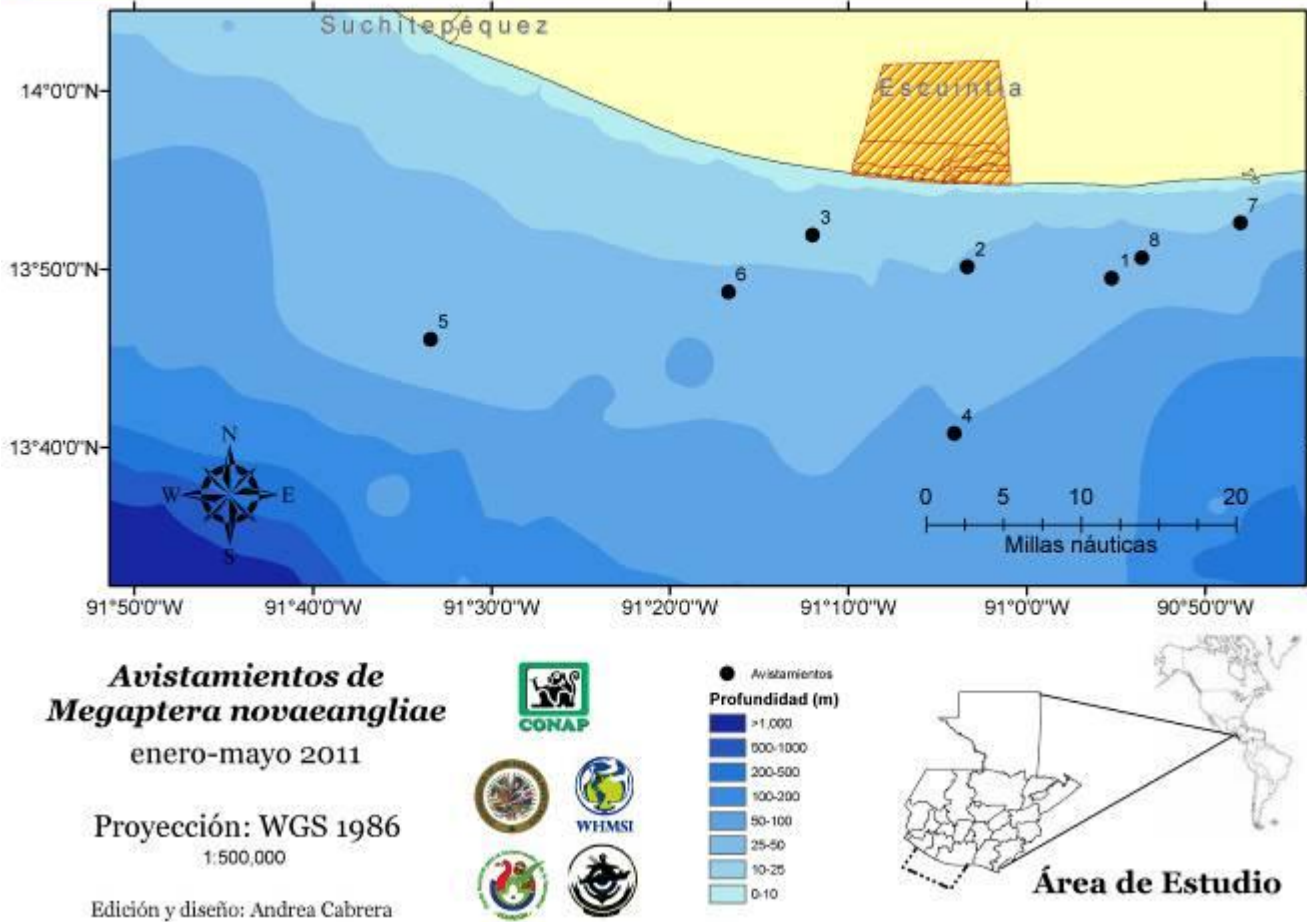 Suchitepéquez
Escuintla
14°0'0"N
13°50'0"N
13°40'0"N
3
7
8
2
1
6
5
4
N
W
E
S
0
5
10
20
Millas náuticas
91°50'0"W
91°40'0"W
91°30'0"W
91°20'0"W
91°10'0"W
91°0'0"W
90°50'0"W
Avistamientos de
Megaptera novaeangliae
enero-mayo 2011
Proyección: WGS 1986
1:500,000
Edición y diseño: Andrea Cabrera
CONAP
WHMSI
Avistamientos
Profundidad (m)
>1,000
500-1000
200-500
100-200
50-100
25-50
10-25
0-10
Área de Estudio